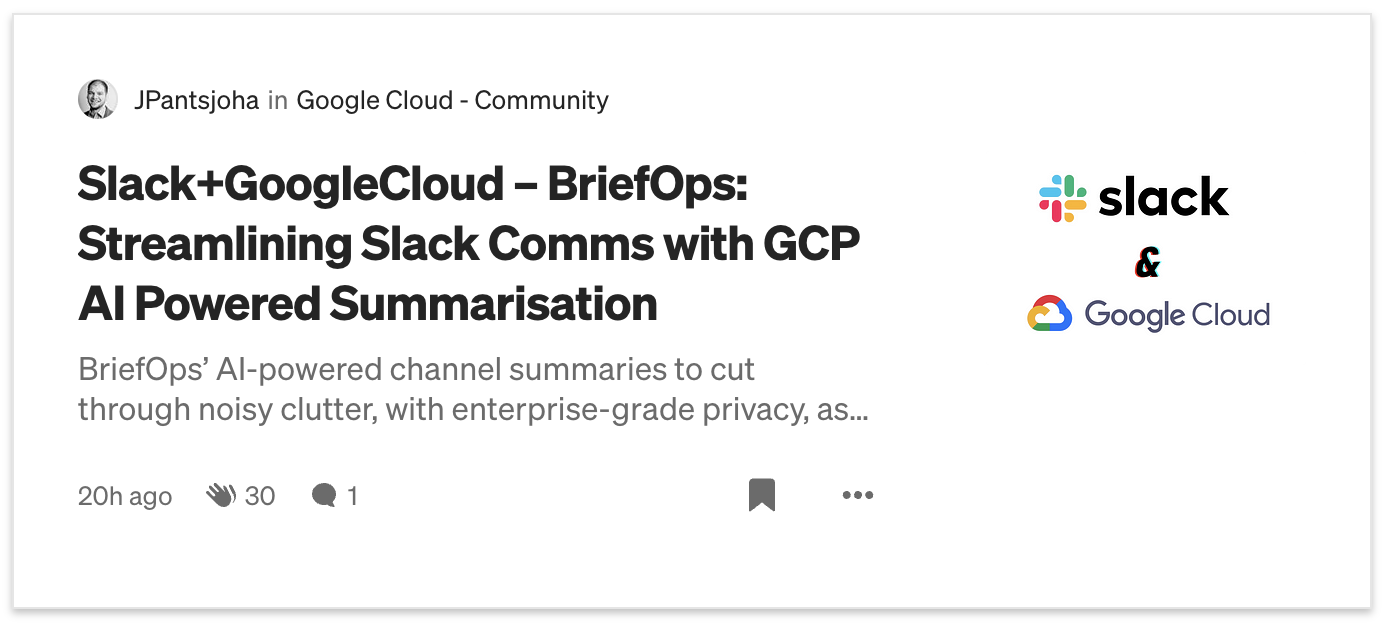 JPantsjoha in Google Cloud - Community
Slack+GoogleCloud – BriefOps:
Streamlining Slack Comms with GCP
AI Powered Summarisation
BriefOps’ AI-powered channel summaries to cut
through noisy clutter, with enterprise-grade privacy, as...
20h ago 30 1
slack
&
Google Cloud